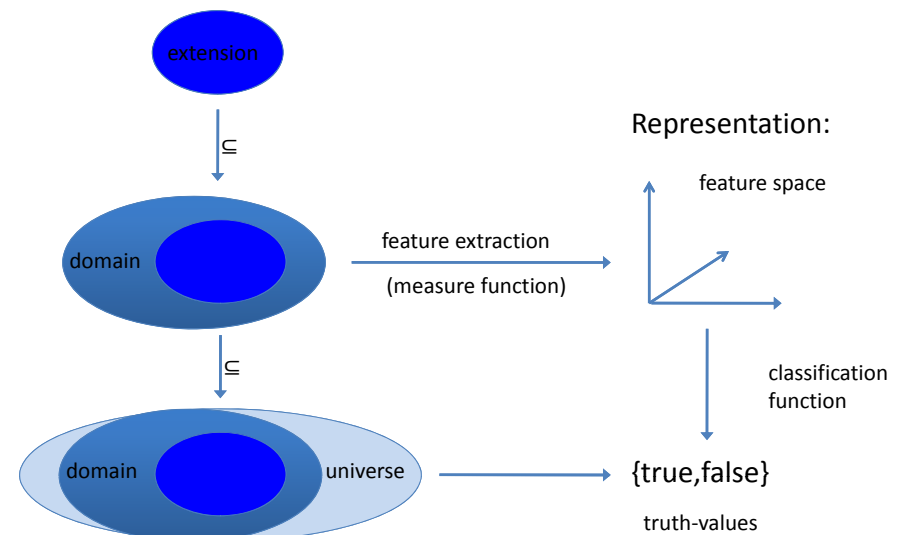 extension
⊆
Representation:
feature space
domain
feature extraction
(measure function)
⊆
classification
function
domain
universe
{true,false}
truth-values